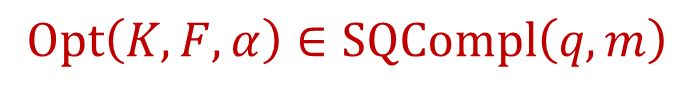 Opt(𝐾, 𝐹, 𝛼) ∈ SQCompl(𝑞, 𝑚)